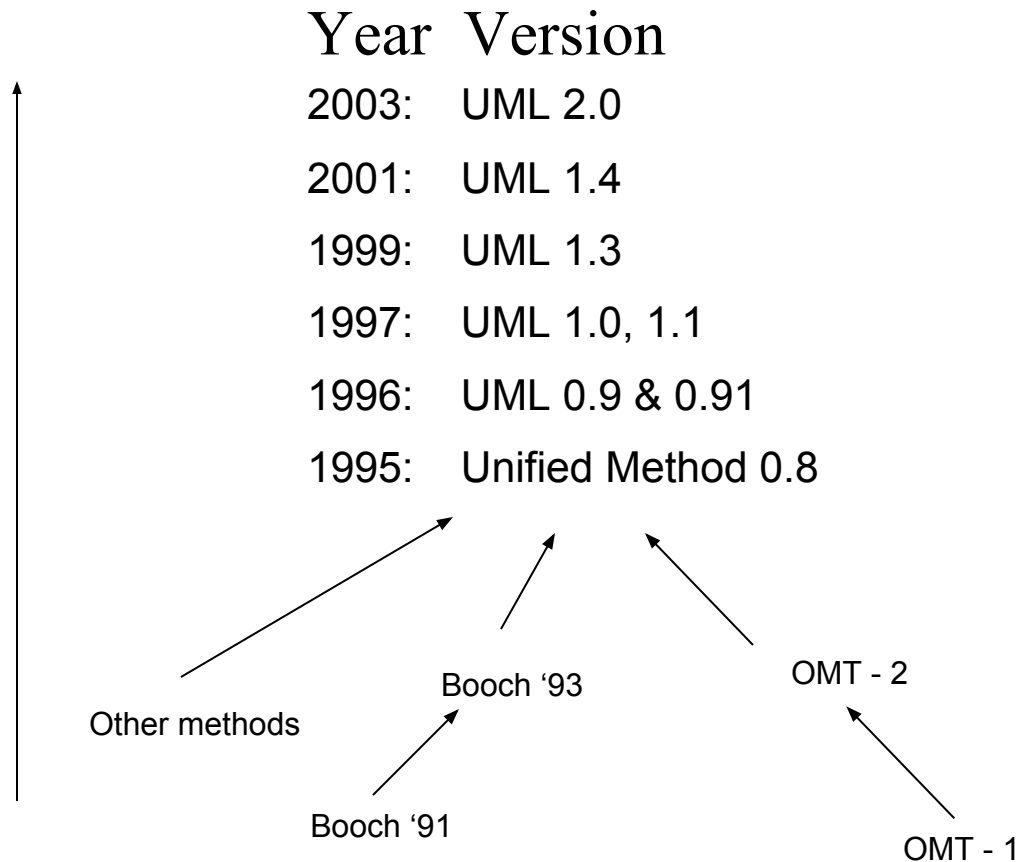 Year Version
2003: UML 2.0
2001: UML 1.4
1999: UML 1.3
1997: UML 1.0, 1.1
1996: UML 0.9 & 0.91
1995: Unified Method 0.8
OMT - 2
Booch ‘93
Other methods
Booch ‘91
OMT - 1